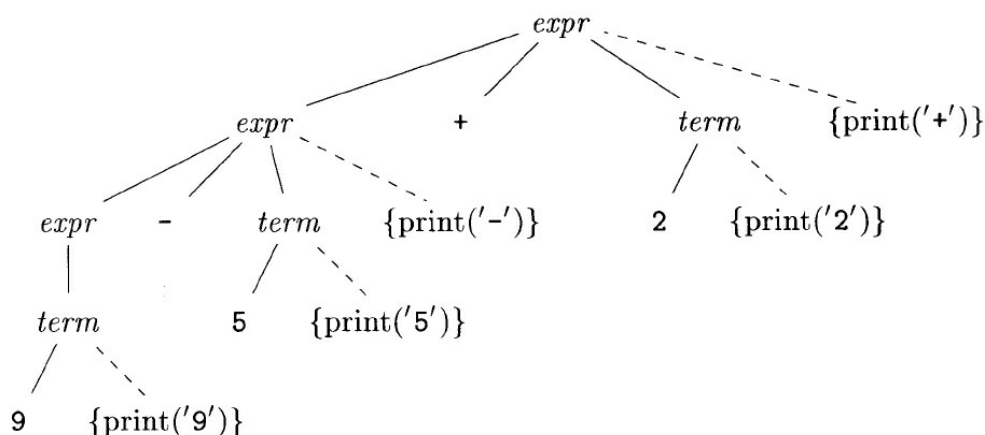 expr
expr + term {print('+')}
expr - term {print('-')} 2 {print('2')}
term 5 {print('5')}
9 {print('9')}